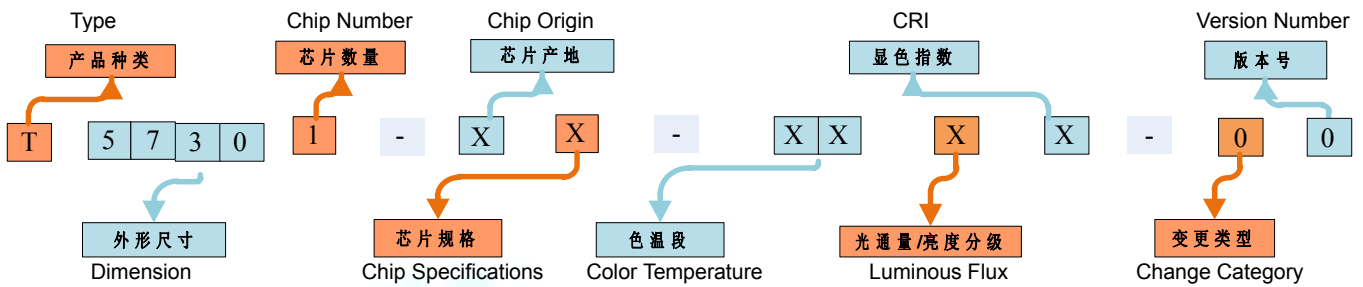 Type Chip Number Chip Origin CRI Version Number
产品种类 芯片数量 芯片产地 显色指数 版本号
T 5 7 3 0 1 - X X - X X X X - 0 0
外形尺寸 芯片规格 色温段 光通量/亮度分级 变更类型
Dimension Chip Specifications Color Temperature Luminous Flux Change Category